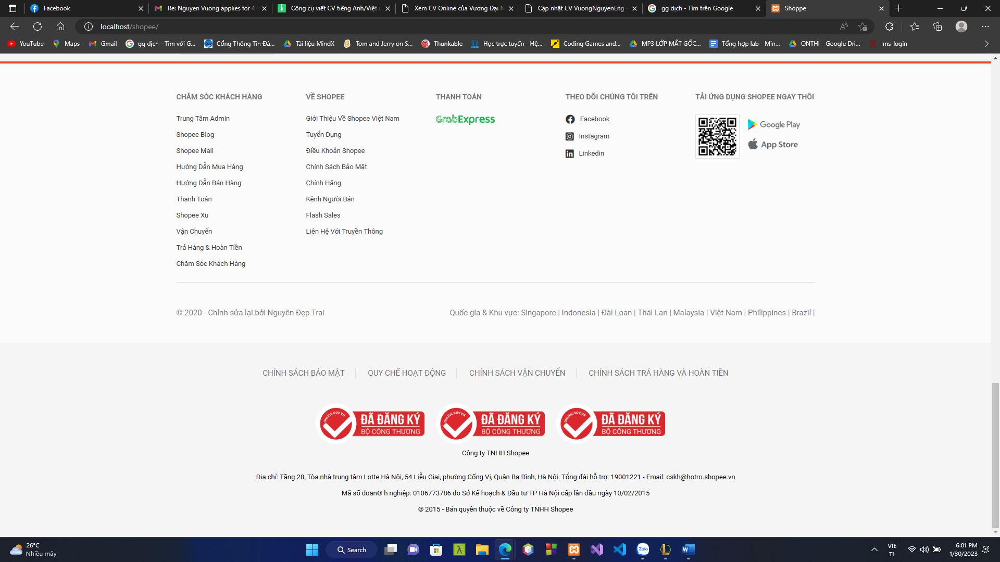 Facebook
Re: Nguyen Vuong applies for 4
Công cụ viết CV tiếng Anh/Việt
Xem CV Online của Vương Đại N
Cập nhật CV VuongNguyenEng
gg dịch - Tìm trên Google
Shoppe
localhost/shopee/
YouTube
Maps
Gmail
gg dịch - Tìm với G...
Cổng Thông Tin Đà...
Tài liệu MindX
Tom and Jerry on S...
Thunkable
Học trực tuyến - Hệ...
Coding Games and...
MP3 LỚP MẤT GỐC...
Tổng hợp lab - Min...
ONTHI - Google Dri...
lms-login
CHĂM SÓC KHÁCH HÀNG
Trung Tâm Admin
Shopee Blog
Shopee Mall
Hướng Dẫn Mua Hàng
Hướng Dẫn Bán Hàng
Thanh Toán
Shopee Xu
Vận Chuyển
Trả Hàng & Hoàn Tiền
Chăm Sóc Khách Hàng
VỀ SHOPEE
Giới Thiệu Về Shopee Việt Nam
Tuyển Dụng
Điều Khoản Shopee
Chính Sách Bảo Mật
Chính Hãng
Kênh Người Bán
Flash Sales
Liên Hệ Với Truyền Thông
THANH TOÁN
GrabExpress
THEO DÕI CHÚNG TÔI TRÊN
Facebook
Instagram
Linkedin
TẢI ỨNG DỤNG SHOPEE NGAY THÔI
Google Play
App Store
© 2020 - Chỉnh sửa lại bởi Nguyên Đẹp Trai
Quốc gia & Khu vực: Singapore | Indonesia | Đài Loan | Thái Lan | Malaysia | Việt Nam | Philippines | Brazil |
CHÍNH SÁCH BẢO MẬT
QUY CHẾ HOẠT ĐỘNG
CHÍNH SÁCH VẬN CHUYỂN
CHÍNH SÁCH TRẢ HÀNG VÀ HOÀN TIỀN
ONLINE.GOV.VN
ĐÃ ĐĂNG KÝ
BỘ CÔNG THƯƠNG
ONLINE.GOV.VN
ĐÃ ĐĂNG KÝ
BỘ CÔNG THƯƠNG
ONLINE.GOV.VN
ĐÃ ĐĂNG KÝ
BỘ CÔNG THƯƠNG
Công ty TNHH Shopee
Địa chỉ: Tầng 28, Tòa nhà trung tâm Lotte Hà Nội, 54 Liễu Giai, phường Cống Vị, Quận Ba Đình, Hà Nội. Tổng đài hỗ trợ: 19001221 - Email: cskh@hotro.shopee.vn
Mã số doan© h nghiệp: 0106773786 do Sở Kế hoạch & Đầu tư TP Hà Nội cấp lần đầu ngày 10/02/2015
© 2015 - Bản quyền thuộc về Công ty TNHH Shopee
26°C
Nhiều mây
Search
Zalo
VIE
TL
6:01 PM
1/30/2023